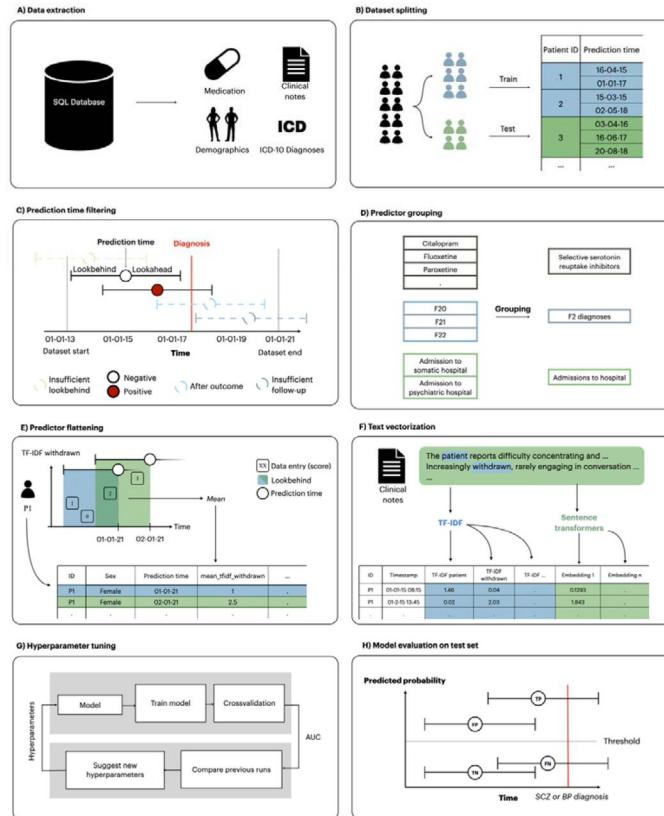 A) Data extraction
SQL Database
Medication
Clinical
notes
Demographics
ICD
ICD-10 Diagnoses
B) Dataset splitting
Train
Test
Patient ID
Prediction time
1
16-04-15
01-01-17
2
15-03-15
02-05-18
3
03-04-16
16-06-17
20-08-18
...
...
C) Prediction time filtering
Prediction time
Diagnosis
Lookbehind
Lookahead
01-01-13
01-01-15
01-01-17
01-01-19
01-01-21
Dataset start
Time
Dataset end
Insufficient
lookbehind
Negative
Positive
After outcome
Insufficient
follow-up
D) Predictor grouping
Citalopram
Fluoxetine
Paroxetine
.
Selective serotonin
reuptake inhibitors
F20
F21
F22
Grouping
F2 diagnoses
Admission to
somatic hospital
Admission to
psychiatric hospital
Admissions to hospital
E) Predictor flattening
TF-IDF withdrawn
P1
1
0
2
3
XX Data entry (score)
Lookbehind
Prediction time
Mean
Time
01-01-21
02-01-21
ID
Sex
Prediction time
mean_tfidf_withdrawn
...
P1
Female
01-01-21
1
.
P1
Female
02-01-21
2.5
.
.
.
.
.
.
F) Text vectorization
Clinical
notes
The patient reports difficulty concentrating and ...
Increasingly withdrawn, rarely engaging in conversation ...
...
TF-IDF
Sentence
transformers
ID
Timestamp
TF-IDF patient
TF-IDF
withdrawn
TF-IDF ...
Embedding 1
Embedding n
P1
01-01-15 08:15
1.46
0.04
.
0.1293
.
P1
01-2-15 13:45
0.02
2.03
.
1.843
.
.
.
.
.
.
.
.
G) Hyperparameter tuning
Hyperparameters
Model
Train model
Crossvalidation
AUC
Suggest new
hyperparameters
Compare previous runs
H) Model evaluation on test set
Predicted probability
TP
FP
Threshold
FN
TN
Time
SCZ or BP diagnosis